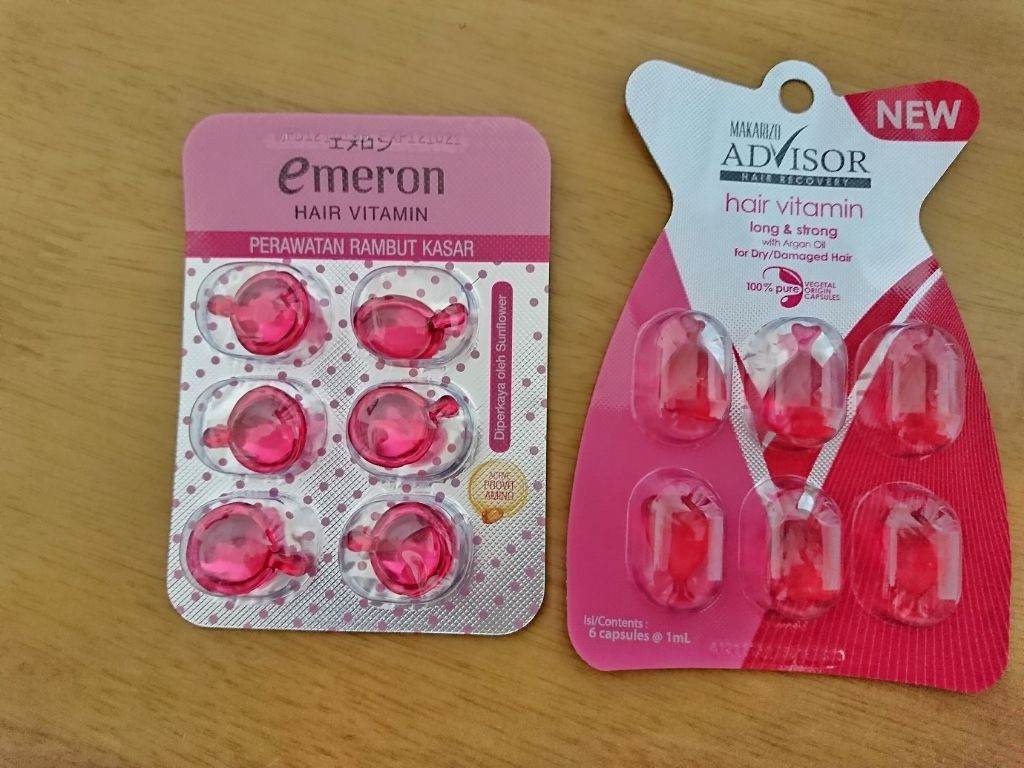 エメロン
emeron
HAIR VITAMIN
PERAWATAN RAMBUT KASAR
Diperkaya oleh Sunflower
ACTIVE
PROVIT
AMINO
NEW
MAKARIZO
ADVISOR
HAIR RECOVERY
hair vitamin
long & strong
with Argan Oil
for Dry/Damaged Hair
100% pure
VEGETAL
ORIGIN
CAPSULES
Isi/Contents :
6 capsules @ 1mL